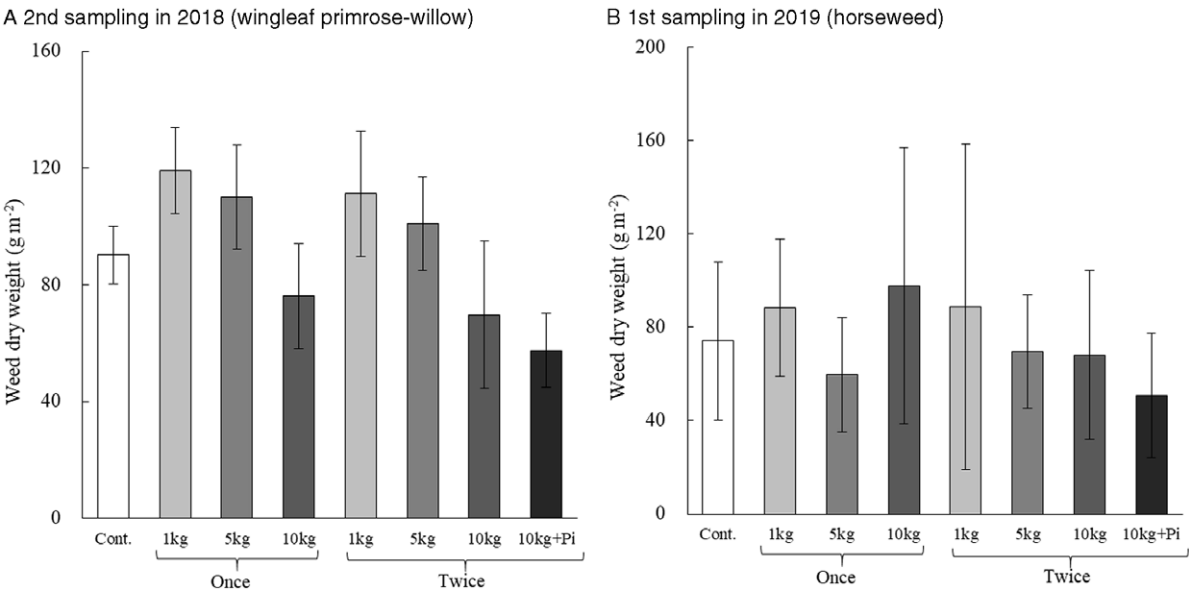 A 2nd sampling in 2018 (wingleaf primrose-willow)
160
120
80
40
0
Weed dry weight (g m-2)
Cont. 1kg 5kg 10kg 1kg 5kg 10kg 10kg+Pi
Once Twice
B 1st sampling in 2019 (horseweed)
200
160
120
80
40
0
Weed dry weight (g m-2)
Cont. 1kg 5kg 10kg 1kg 5kg 10kg 10kg+Pi
Once Twice